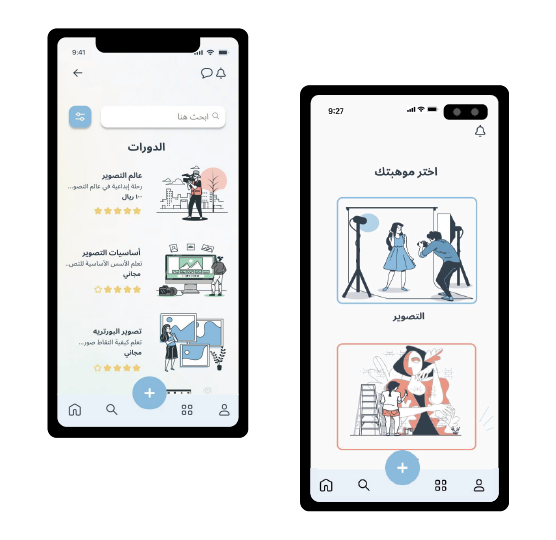 9:41
ابحث هنا
الدورات
عالم التصوير
رحلة إبداعية في عالم التصو...
١٠٠ ريال
أساسيات التصوير
تعلم الأسس الأساسية للتص..
مجاني
تصوير البورتريه
تعلم كيفية التقاط صور...
مجاني
9:27
اختر موهبتك
التصوير